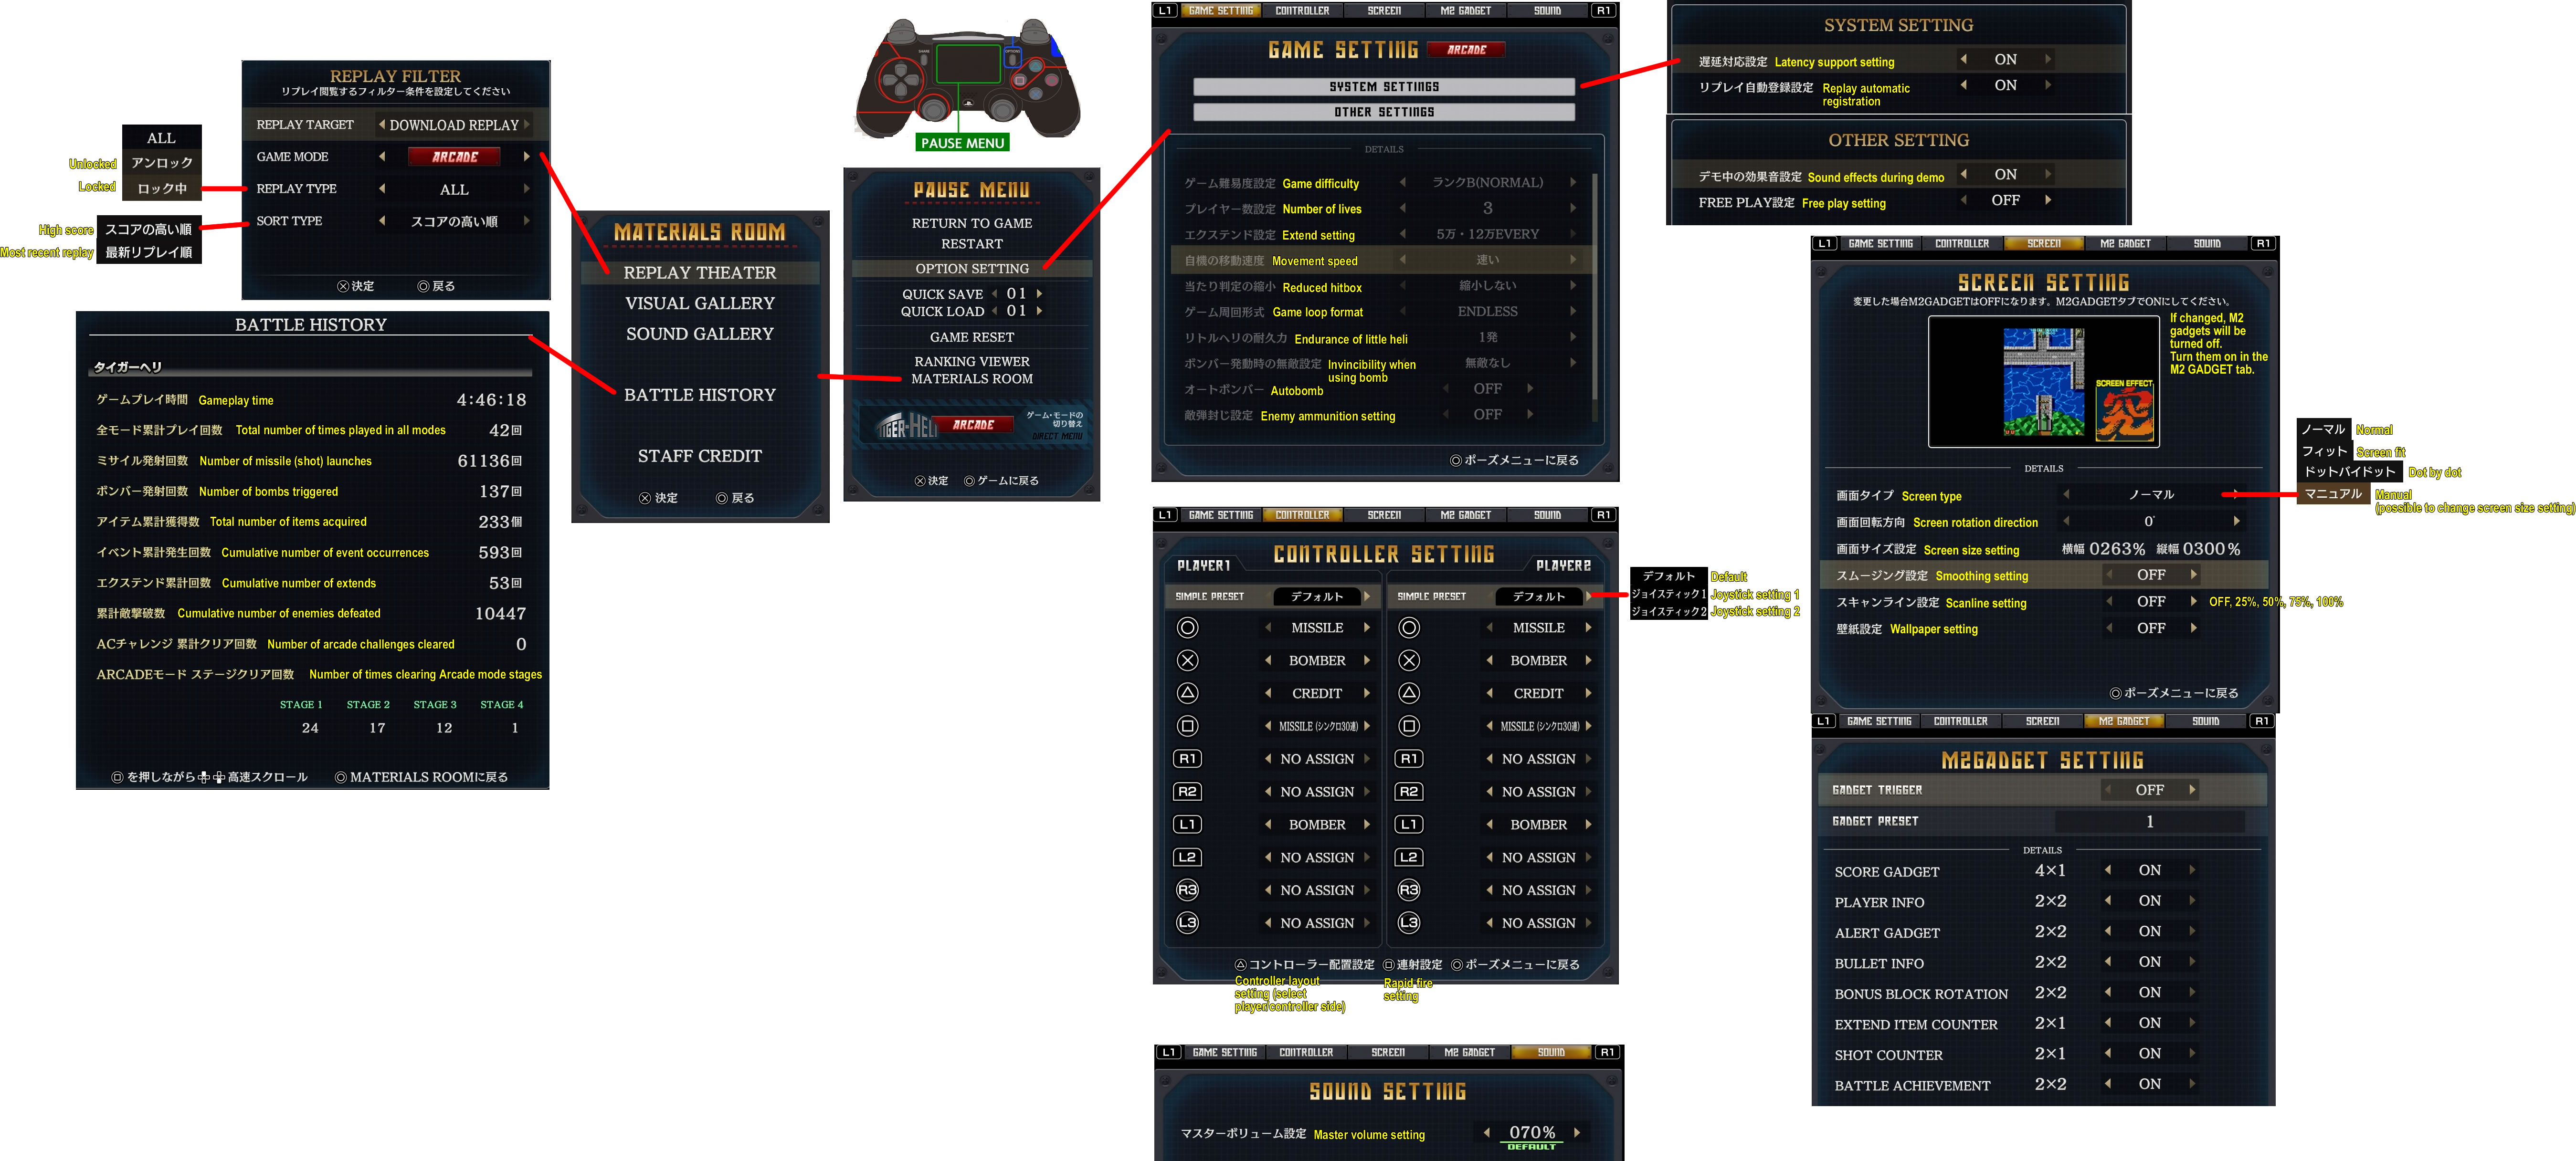 REPLAY FILTER
リプレイ閲覧するフィルター条件を設定してください
REPLAY TARGET DOWNLOAD REPLAY
GAME MODE ARCADE
REPLAY TYPE ALL
SORT TYPE スコアの高い順
決定 戻る
ALL
Unlocked アンロック
Locked ロック中
High score スコアの高い順
Most recent replay 最新リプレイ順
BATTLE HISTORY
タイガーヘリ
ゲームプレイ時間 Gameplay time 4:46:18
全モード累計プレイ回数 Total number of times played in all modes 42回
ミサイル発射回数 Number of missile (shot) launches 61136回
ボンバー発射回数 Number of bombs triggered 137回
アイテム累計獲得数 Total number of items acquired 233個
イベント累計発生回数 Cumulative number of event occurrences 593回
エクステンド累計回数 Cumulative number of extends 53回
累計敵撃破数 Cumulative number of enemies defeated 10447
ACチャレンジ 累計クリア回数 Number of arcade challenges cleared 0
ARCADEモード ステージクリア回数 Number of times clearing Arcade mode stages
STAGE 1 STAGE 2 STAGE 3 STAGE 4
24 17 12 1
を押しながら 高速スクロール MATERIALS ROOMに戻る
MATERIALS ROOM
REPLAY THEATER
VISUAL GALLERY
SOUND GALLERY
BATTLE HISTORY
STAFF CREDIT
決定 戻る
PAUSE MENU
PAUSE MENU
RETURN TO GAME
RESTART
OPTION SETTING
QUICK SAVE 01
QUICK LOAD 01
GAME RESET
RANKING VIEWER
MATERIALS ROOM
TIGER-HELI ARCADE ゲーム・モードの
切り替え
DIRECT MENU
決定 ゲームに戻る
L1 GAME SETTING CONTROLLER SCREEN M2 GADGET SOUND R1
GAME SETTING ARCADE
SYSTEM SETTINGS
OTHER SETTINGS
DETAILS
ゲーム難易度設定 Game difficulty ランクB(NORMAL)
プレイヤー数設定 Number of lives 3
エクステンド設定 Extend setting 5万・12万EVERY
自機の移動速度 Movement speed 速い
当たり判定の縮小 Reduced hitbox 縮小しない
ゲーム周回形式 Game loop format ENDLESS
リトルヘリの耐久力 Endurance of little heli 1発
ボンバー発動時の無敵設定 Invincibility when
using bomb 無敵なし
オートボンバー Autobomb OFF
敵弾封じ設定 Enemy ammunition setting OFF
ポーズメニューに戻る
SYSTEM SETTING
遅延対応設定 Latency support setting ON
リプレイ自動登録設定 Replay automatic
registration ON
OTHER SETTING
デモ中の効果音設定 Sound effects during demo ON
FREE PLAY設定 Free play setting OFF
L1 GAME SETTING CONTROLLER SCREEN M2 GADGET SOUND R1
CONTROLLER SETTING
PLAYER1 PLAYER2
SIMPLE PRESET デフォルト SIMPLE PRESET デフォルト
MISSILE MISSILE
BOMBER BOMBER
CREDIT CREDIT
MISSILE (シンクロ30連) MISSILE (シンクロ30連)
R1 NO ASSIGN R1 NO ASSIGN
R2 NO ASSIGN R2 NO ASSIGN
L1 BOMBER L1 BOMBER
L2 NO ASSIGN L2 NO ASSIGN
R3 NO ASSIGN R3 NO ASSIGN
L3 NO ASSIGN L3 NO ASSIGN
コントローラー配置設定 連射設定 ポーズメニューに戻る
Controller layout
setting (select
player/controller side)
Rapid fire
setting
デフォルト Default
ジョイスティック1 Joystick setting 1
ジョイスティック2 Joystick setting 2
L1 GAME SETTING CONTROLLER SCREEN M2 GADGET SOUND R1
SOUND SETTING
マスターボリューム設定 Master volume setting 070%
DEFAULT
L1 GAME SETTING CONTROLLER SCREEN M2 GADGET SOUND R1
SCREEN SETTING
変更した場合M2GADGETはOFFになります。M2GADGETタブでONにしてください。
If changed, M2
gadgets will be
turned off.
Turn them on in the
M2 GADGET tab.
SCREEN EFFECT
DETAILS
画面タイプ Screen type ノーマル
画面回転方向 Screen rotation direction 0°
画面サイズ設定 Screen size setting 横幅 0263% 縦幅 0300%
スムージング設定 Smoothing setting OFF
スキャンライン設定 Scanline setting OFF OFF, 25%, 50%, 75%, 100%
壁紙設定 Wallpaper setting OFF
ポーズメニューに戻る
ノーマル Normal
フィット Screen fit
ドットバイドット Dot by dot
マニュアル Manual
(possible to change screen size setting)
L1 GAME SETTING CONTROLLER SCREEN M2 GADGET SOUND R1
M2GADGET SETTING
GADGET TRIGGER OFF
GADGET PRESET 1
DETAILS
SCORE GADGET 4×1 ON
PLAYER INFO 2×2 ON
ALERT GADGET 2×2 ON
BULLET INFO 2×2 ON
BONUS BLOCK ROTATION 2×2 ON
EXTEND ITEM COUNTER 2×1 ON
SHOT COUNTER 2×1 ON
BATTLE ACHIEVEMENT 2×2 ON